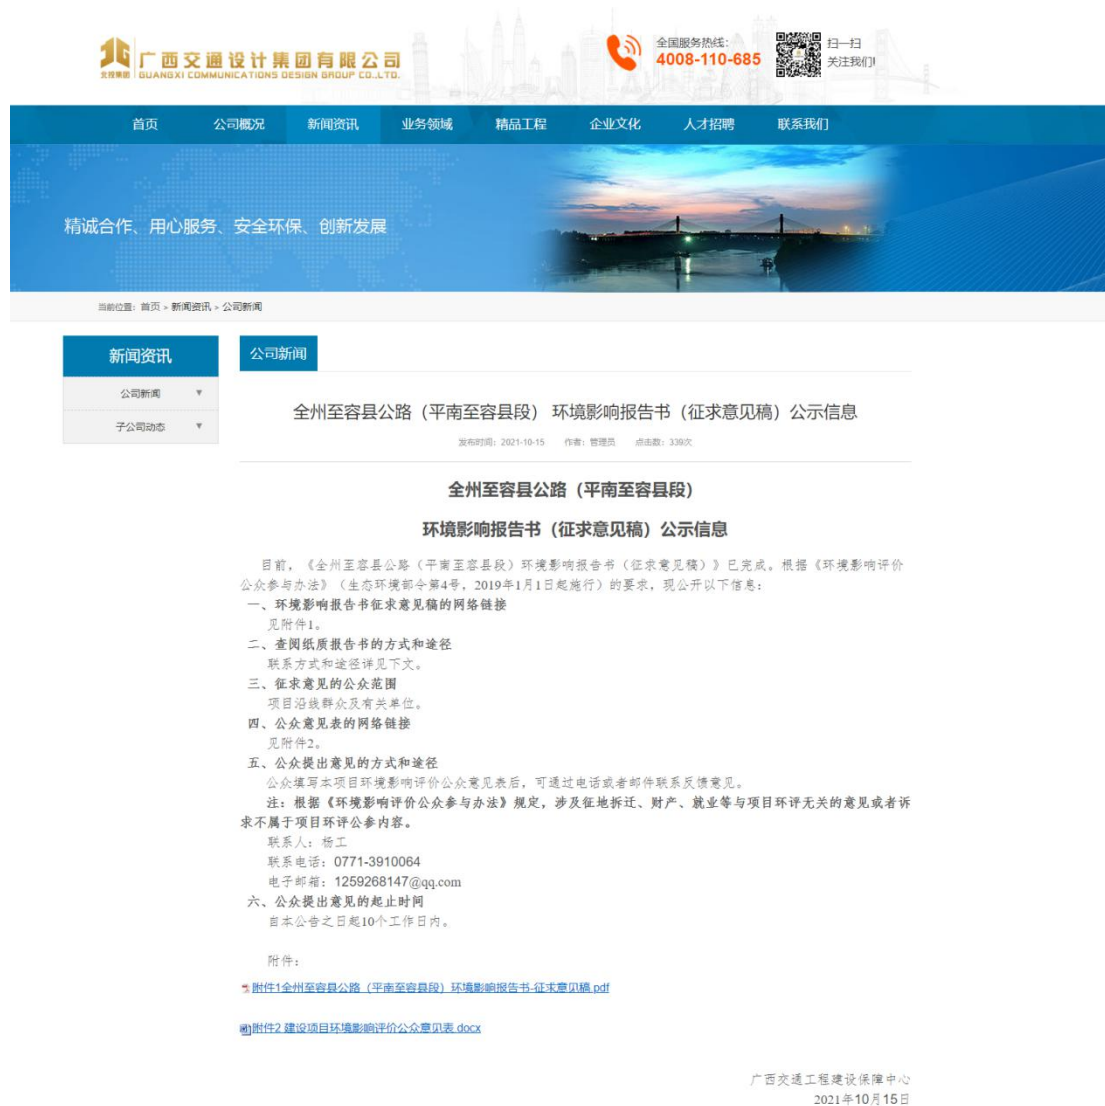 广西交通设计集团有限公司
交投集团 GUANGXI COMMUNICATIONS DESIGN GROUP CO.,LTD.
全国服务热线:
4008-110-685
扫一扫
关注我们!
首页 公司概况 新闻资讯 业务领域 精品工程 企业文化 人才招聘 联系我们
精诚合作、用心服务、安全环保、创新发展
当前位置: 首页 > 新闻资讯 > 公司新闻
新闻资讯
公司新闻
子公司动态
公司新闻
全州至容县公路（平南至容县段） 环境影响报告书（征求意见稿）公示信息
发布时间: 2021-10-15 作者: 管理员 点击数: 339次
全州至容县公路（平南至容县段）
环境影响报告书（征求意见稿）公示信息
目前，《全州至容县公路（平南至容县段）环境影响报告书（征求意见稿）》已完成。根据《环境影响评价
公众参与办法》（生态环境部令第4号，2019年1月1日起施行）的要求，现公开以下信息：
一、环境影响报告书征求意见稿的网络链接
见附件1。
二、查阅纸质报告书的方式和途径
联系方式和途径详见下文。
三、征求意见的公众范围
项目沿线群众及有关单位。
四、公众意见表的网络链接
见附件2。
五、公众提出意见的方式和途径
公众填写本项目环境影响评价公众意见表后，可通过电话或者邮件联系反馈意见。
注：根据《环境影响评价公众参与办法》规定，涉及征地拆迁、财产、就业等与项目环评无关的意见或者诉
求不属于项目环评公参内容。
联系人：杨工
联系电话：0771-3910064
电子邮箱：1259268147@qq.com
六、公众提出意见的起止时间
自本公告之日起10个工作日内。
附件：
附件1全州至容县公路（平南至容县段）环境影响报告书-征求意见稿.pdf
附件2 建设项目环境影响评价公众意见表.docx
广西交通工程建设保障中心
2021年10月15日